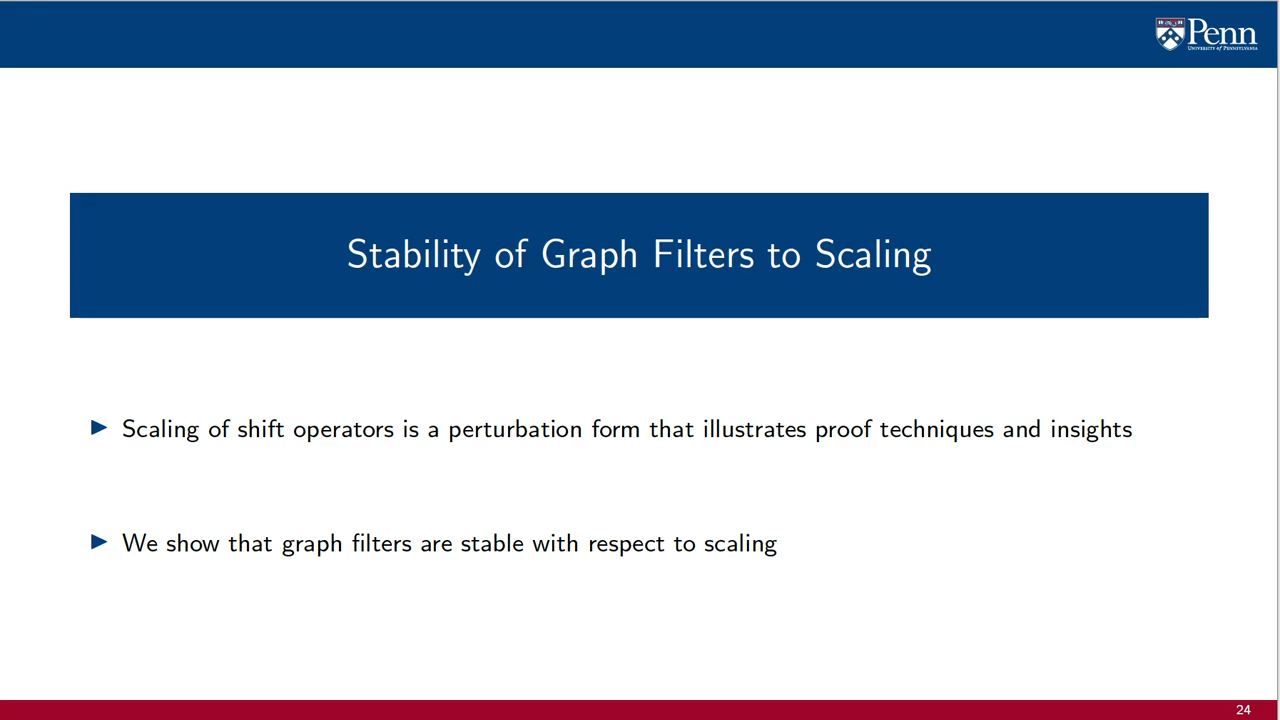 Penn
UNIVERSITY of PENNSYLVANIA
Stability of Graph Filters to Scaling
Scaling of shift operators is a perturbation form that illustrates proof techniques and insights
We show that graph filters are stable with respect to scaling
24